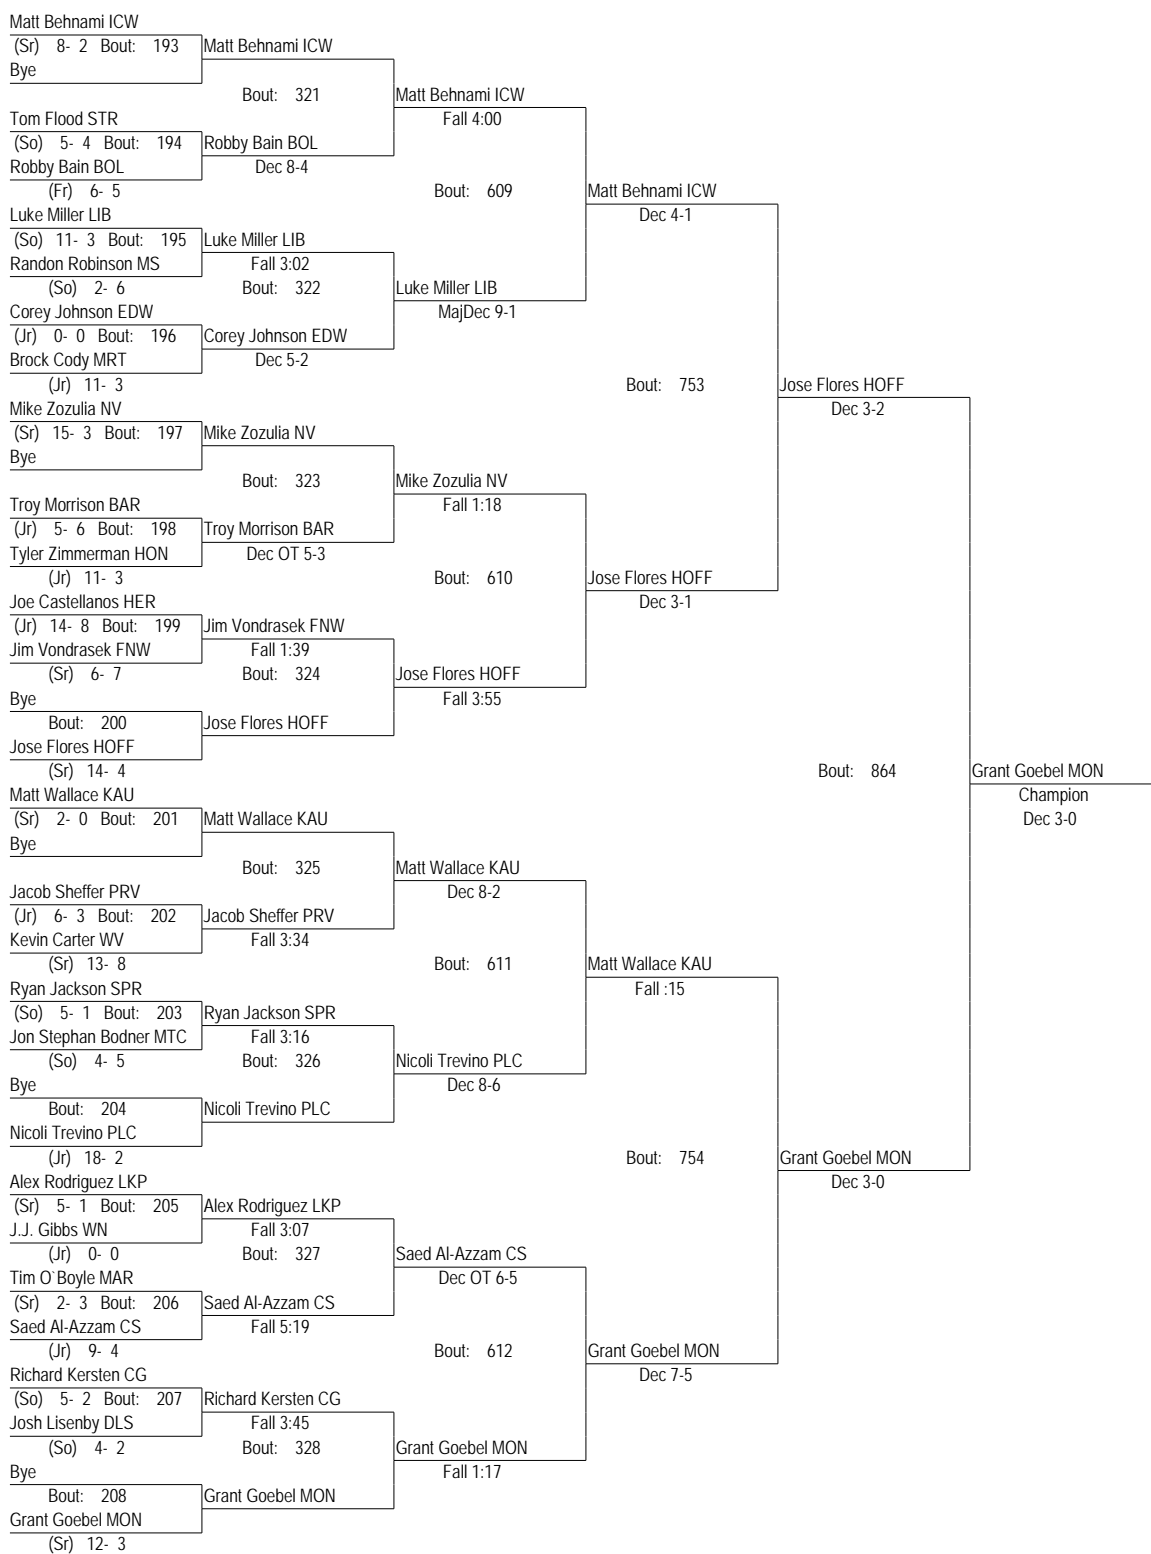 Matt Behnami ICW
(Sr) 8- 2 Bout: 193 Matt Behnami ICW
Bye
Bout: 321 Matt Behnami ICW
Tom Flood STR Fall 4:00
(So) 5- 4 Bout: 194 Robby Bain BOL
Robby Bain BOL Dec 8-4
(Fr) 6- 5 Bout: 609 Matt Behnami ICW
Luke Miller LIB Dec 4-1
(So) 11- 3 Bout: 195 Luke Miller LIB
Randon Robinson MS Fall 3:02
(So) 2- 6 Bout: 322 Luke Miller LIB
Corey Johnson EDW MajDec 9-1
(Jr) 0- 0 Bout: 196 Corey Johnson EDW
Brock Cody MRT Dec 5-2
(Jr) 11- 3 Bout: 753 Jose Flores HOFF
Mike Zozulia NV Dec 3-2
(Sr) 15- 3 Bout: 197 Mike Zozulia NV
Bye
Bout: 323 Mike Zozulia NV
Troy Morrison BAR Fall 1:18
(Jr) 5- 6 Bout: 198 Troy Morrison BAR
Tyler Zimmerman HON Dec OT 5-3
(Jr) 11- 3 Bout: 610 Jose Flores HOFF
Joe Castellanos HER Dec 3-1
(Jr) 14- 8 Bout: 199 Jim Vondrasek FNW
Jim Vondrasek FNW Fall 1:39
(Sr) 6- 7 Bout: 324 Jose Flores HOFF
Bye Fall 3:55
Bout: 200 Jose Flores HOFF
Jose Flores HOFF
(Sr) 14- 4 Bout: 864 Grant Goebel MON
Matt Wallace KAU Champion
(Sr) 2- 0 Bout: 201 Matt Wallace KAU Dec 3-0
Bye
Bout: 325 Matt Wallace KAU
Jacob Sheffer PRV Dec 8-2
(Jr) 6- 3 Bout: 202 Jacob Sheffer PRV
Kevin Carter WV Fall 3:34
(Sr) 13- 8 Bout: 611 Matt Wallace KAU
Ryan Jackson SPR Fall :15
(So) 5- 1 Bout: 203 Ryan Jackson SPR
Jon Stephan Bodner MTC Fall 3:16
(So) 4- 5 Bout: 326 Nicoli Trevino PLC
Bye Dec 8-6
Bout: 204 Nicoli Trevino PLC
Nicoli Trevino PLC
(Jr) 18- 2 Bout: 754 Grant Goebel MON
Alex Rodriguez LKP Dec 3-0
(Sr) 5- 1 Bout: 205 Alex Rodriguez LKP
J.J. Gibbs WN Fall 3:07
(Jr) 0- 0 Bout: 327 Saed Al-Azzam CS
Tim O`Boyle MAR Dec OT 6-5
(Sr) 2- 3 Bout: 206 Saed Al-Azzam CS
Saed Al-Azzam CS Fall 5:19
(Jr) 9- 4 Bout: 612 Grant Goebel MON
Richard Kersten CG Dec 7-5
(So) 5- 2 Bout: 207 Richard Kersten CG
Josh Lisenby DLS Fall 3:45
(So) 4- 2 Bout: 328 Grant Goebel MON
Bye Fall 1:17
Bout: 208 Grant Goebel MON
Grant Goebel MON
(Sr) 12- 3